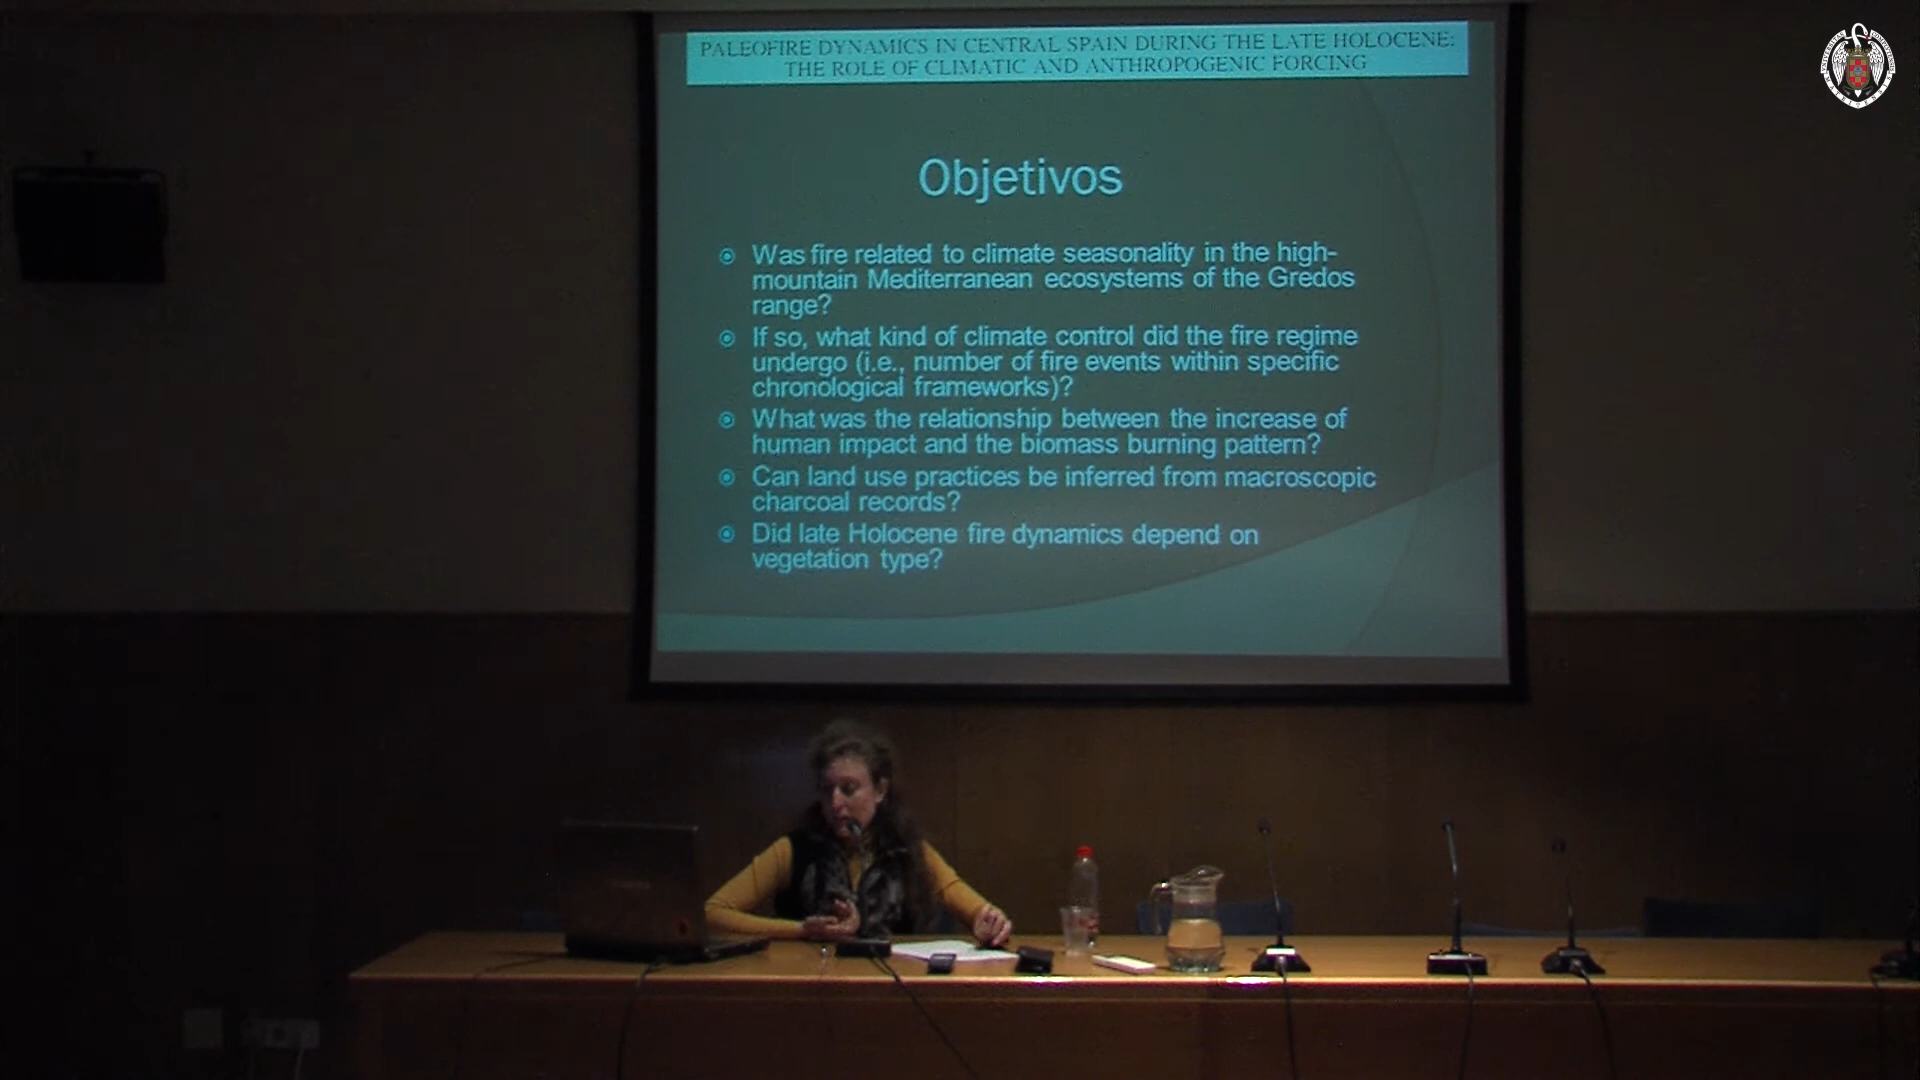 PALEOFIRE DYNAMICS IN CENTRAL SPAIN DURING THE LATE HOLOCENE:
THE ROLE OF CLIMATIC AND ANTHROPOGENIC FORCING
Objetivos
Was fire related to climate seasonality in the high-
mountain Mediterranean ecosystems of the Gredos
range?
If so, what kind of climate control did the fire regime
undergo (i.e., number of fire events within specific
chronological frameworks)?
What was the relationship between the increase of
human impact and the biomass burning pattern?
Can land use practices be inferred from macroscopic
charcoal records?
Did late Holocene fire dynamics depend on
vegetation type?